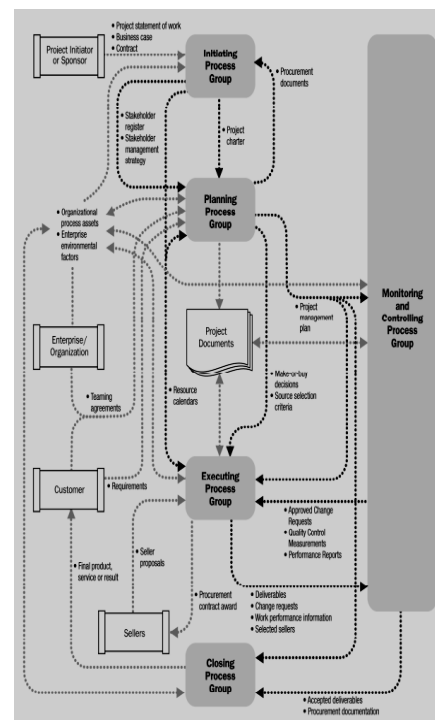 • Project statement of work
• Business case
• Contract
Project Initiator
or Sponsor
Initiating
Process
Group
• Procurement
documents
• Stakeholder
register
• Stakeholder
management
strategy
• Project
charter
Planning
Process
Group
• Organizational
process assets
• Enterprise
environmental
factors
Monitoring
and
Controlling
Process
Group
• Project
management
plan
Project
Documents
Enterprise/
Organization
• Teaming
agreements
• Resource
calendars
• Make-or-buy
decisions
• Source selection
criteria
Customer
• Requirements
Executing
Process
Group
• Approved Change
Requests
• Quality Control
Measurements
• Performance Reports
• Seller
proposals
• Final product,
service or result
• Procurement
contract award
• Deliverables
• Change requests
• Work performance information
• Selected sellers
Sellers
Closing
Process
Group
• Accepted deliverables
• Procurement documentation